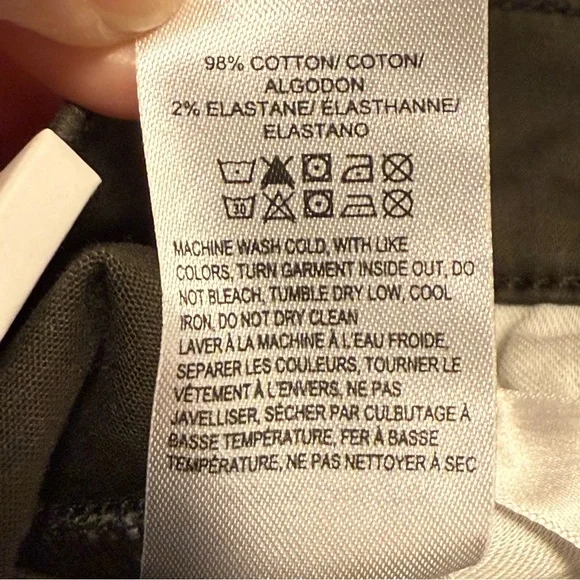 98% COTTON/ COTON/
ALGODON
2% ELASTANE/ ÉLASTHANNE/
ELASTANO
30
MACHINE WASH COLD, WITH LIKE
COLORS, TURN GARMENT INSIDE OUT, DO
NOT BLEACH, TUMBLE DRY LOW, COOL
IRON, DO NOT DRY CLEAN
LAVER À LA MACHINE À L'EAU FROIDE,
SEPARER LES COULEURS, TOURNER LE
VÉTEMENT À L'ENVERS, NE PAS
JAVELLISER, SÉCHER PAR CULBUTAGE À
BASSE TEMPÉRATURE, FER À BASSE
TEMPÉRATURE, NE PAS NETTOYER À SEC